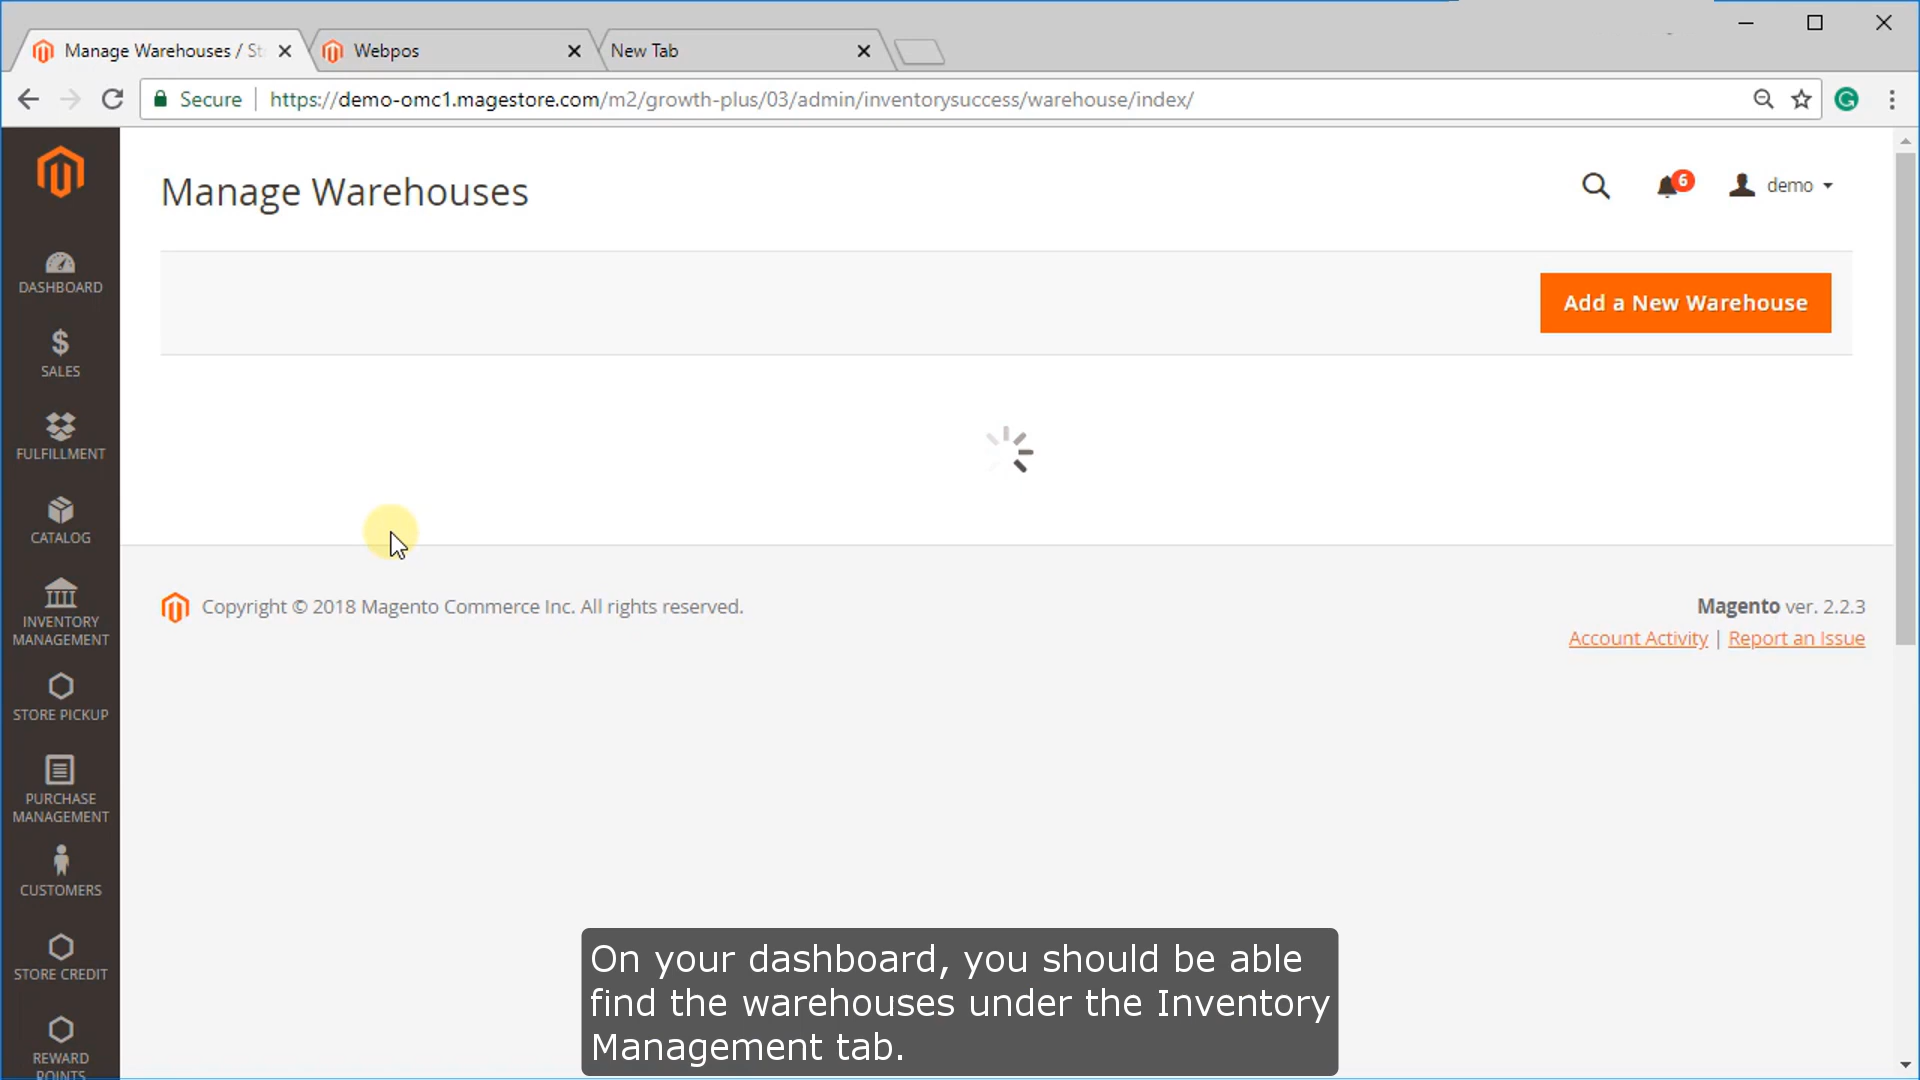 Manage Warehouses / St
Webpos
New Tab
Secure
https://demo-omc1.magestore.com/m2/growth-plus/03/admin/inventorysuccess/warehouse/index/
G
Manage Warehouses
6
demo
Add a New Warehouse
DASHBOARD
$
SALES
FULFILLMENT
CATALOG
INVENTORY
MANAGEMENT
STORE PICKUP
PURCHASE
MANAGEMENT
CUSTOMERS
STORE CREDIT
REWARD
POINTS
Copyright © 2018 Magento Commerce Inc. All rights reserved.
Magento ver. 2.2.3
Account Activity | Report an Issue
On your dashboard, you should be able
find the warehouses under the Inventory
Management tab.